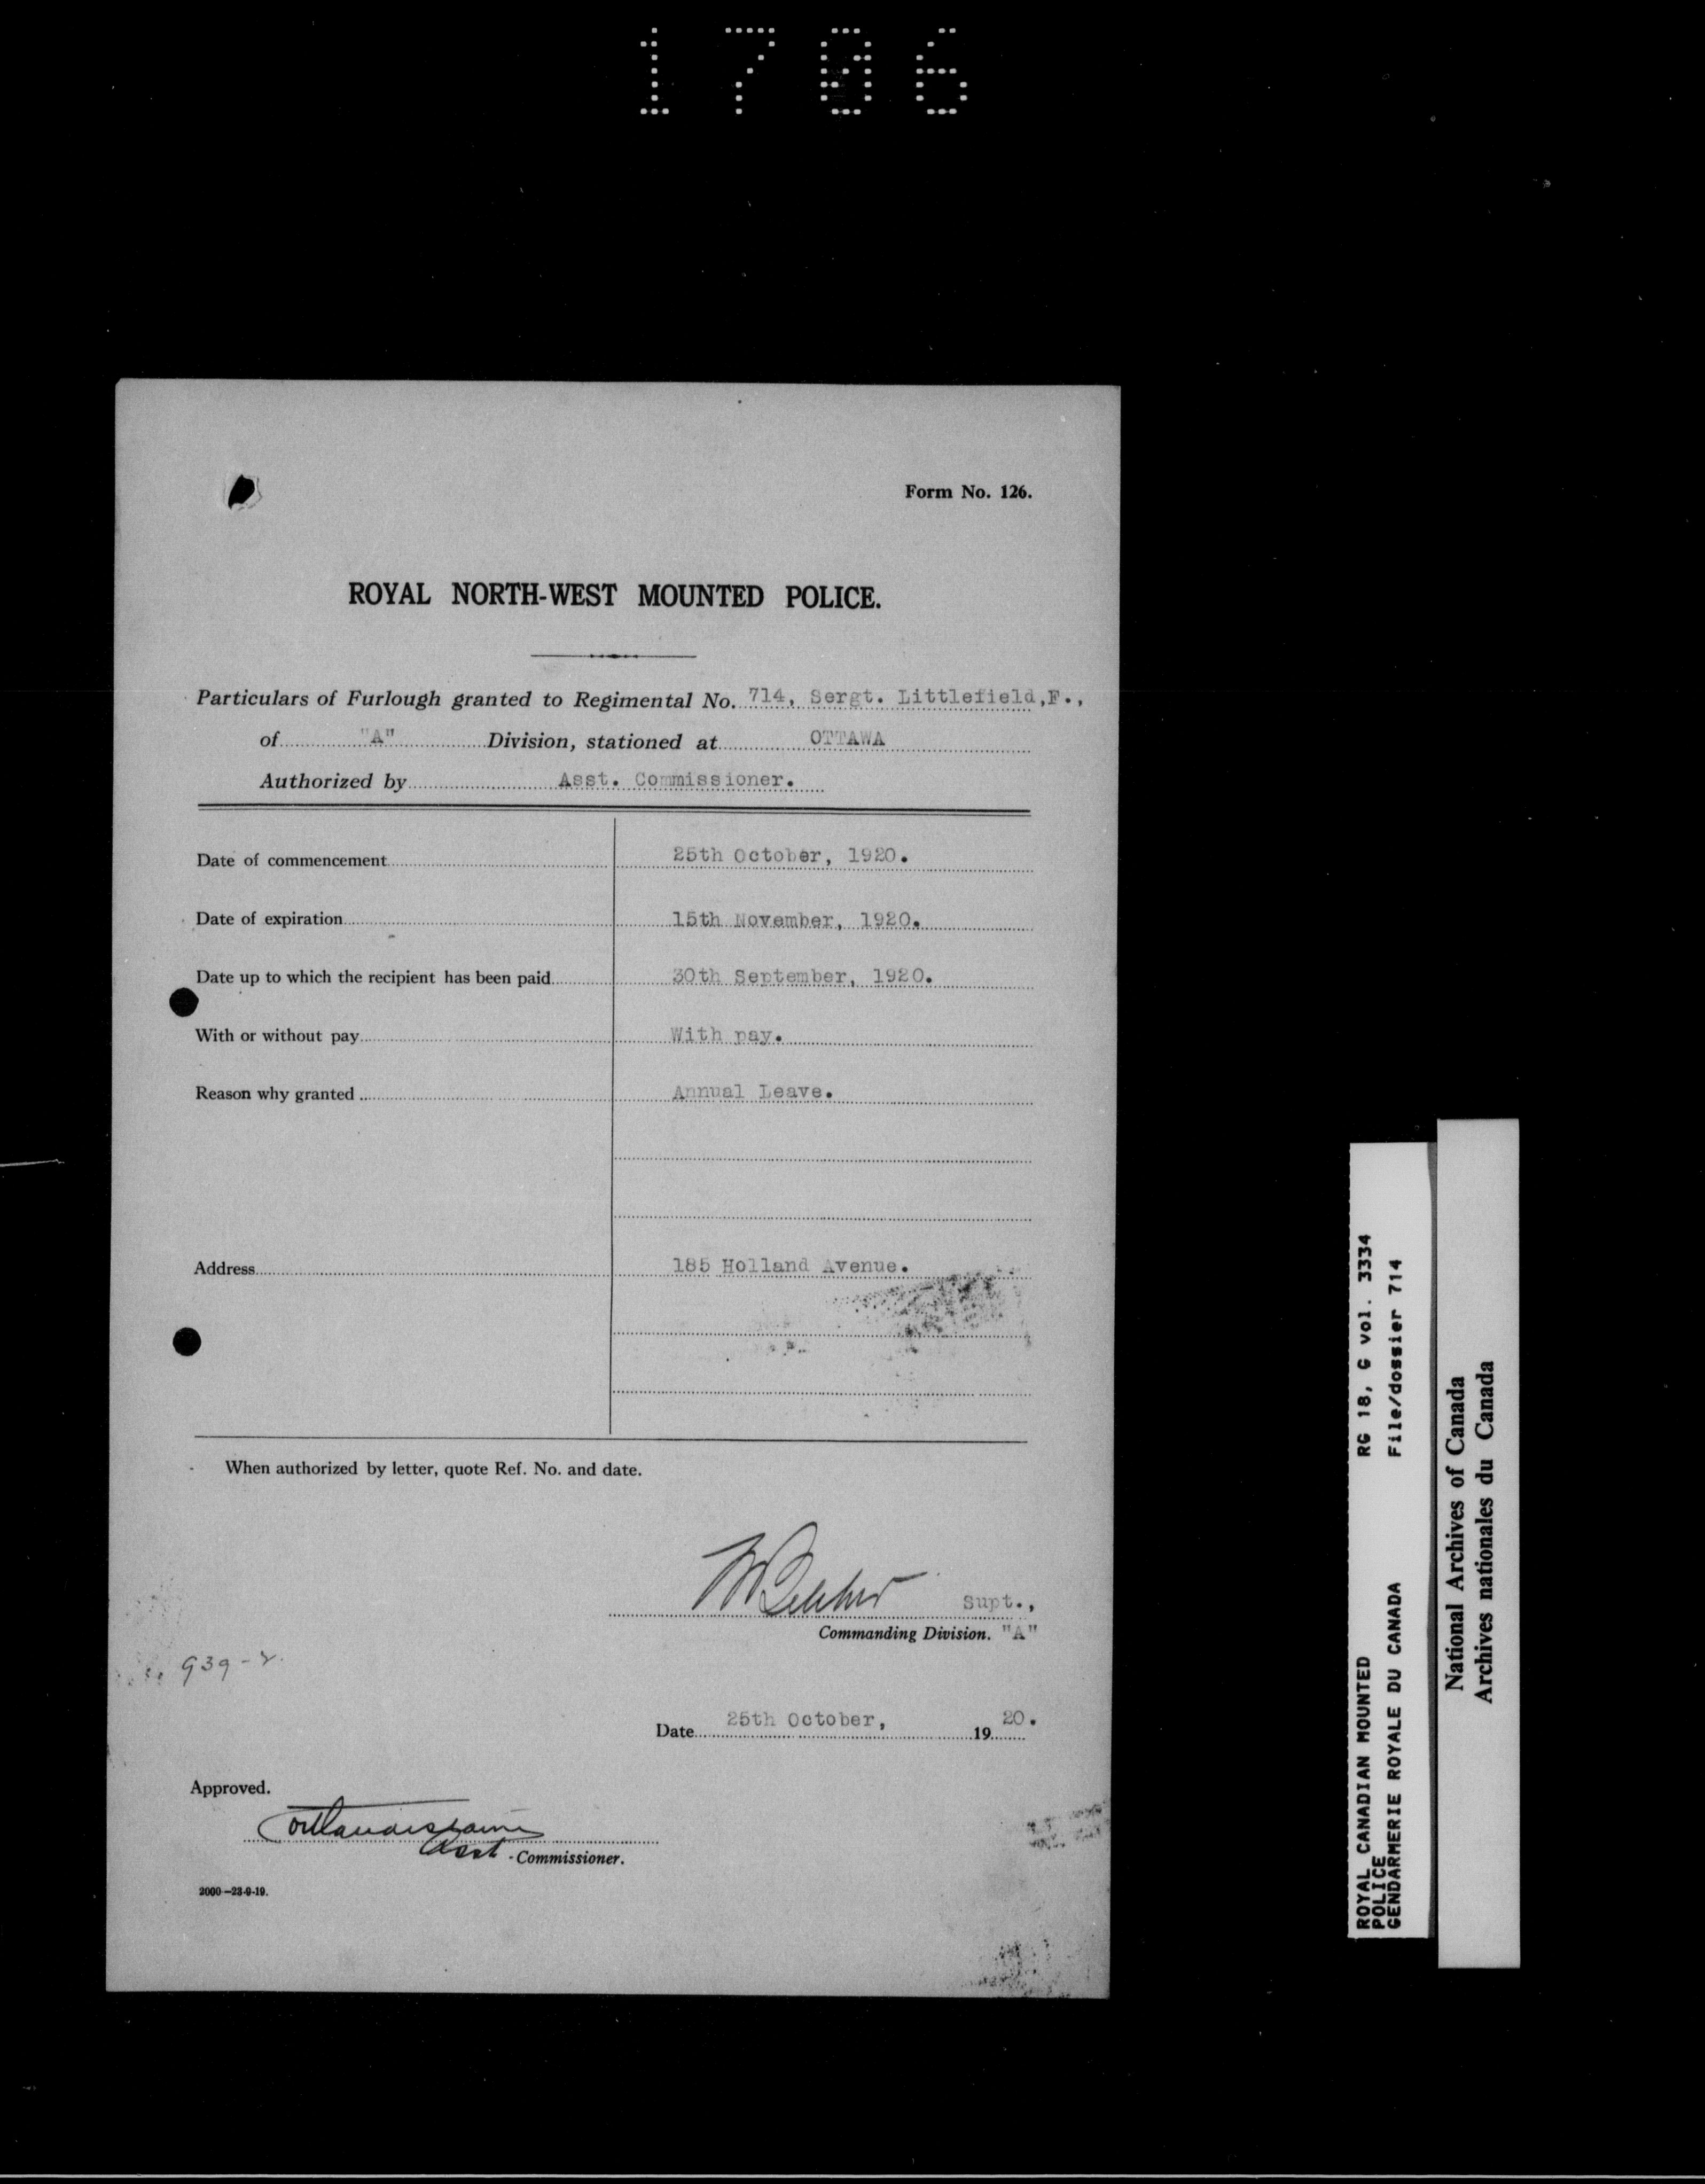 1706
Form No. 126.
ROYAL NORTH-WEST MOUNTED POLICE.
Particulars of Furlough granted to Regimental No. 714, Sergt. Littlefield,F.,
of "A" Division, stationed at OTTAWA
Authorized by Asst. Commissioner.
Date of commencement 25th October, 1920.
Date of expiration 15th November, 1920.
Date up to which the recipient has been paid 30th September, 1920.
With or without pay With pay.
Reason why granted Annual Leave.
Address 185 Holland Avenue.
When authorized by letter, quote Ref. No. and date.
Supt.,
Commanding Division. "A"
939-2.
Date 25th October, 1920.
Approved.
Asst - Commissioner.
2000-23-9-19.
ROYAL CANADIAN MOUNTED RG 18, G vol. 3334
POLICE
GENDARMERIE ROYALE DU CANADA File/dossier 714
National Archives of Canada
Archives nationales du Canada